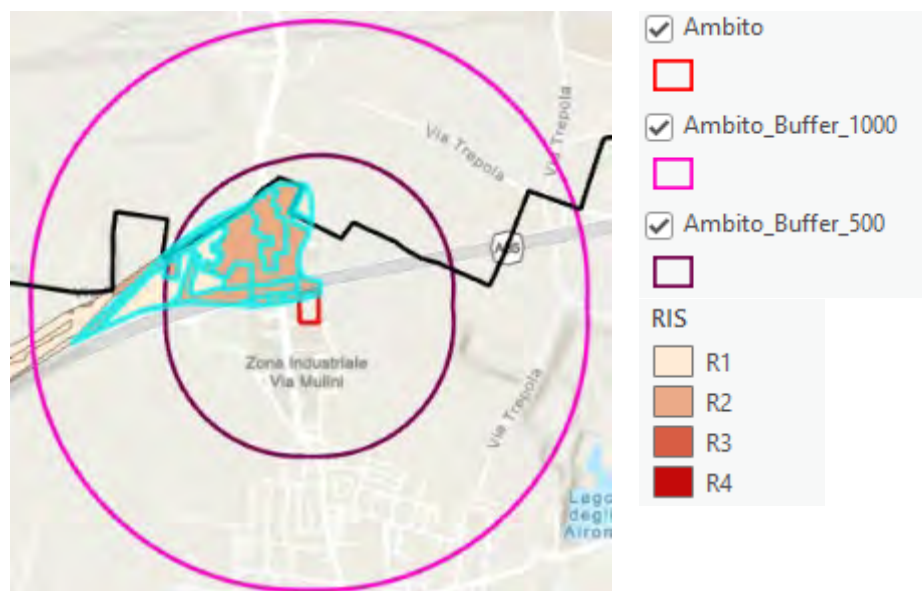 Ambito
Ambito_Buffer_1000
Ambito_Buffer_500
RIS
R1
R2
R3
R4
Via Trepola
Via Trepola
Zona Industriale
Via Mulini
Via Trepola
Lago
degli
Airon